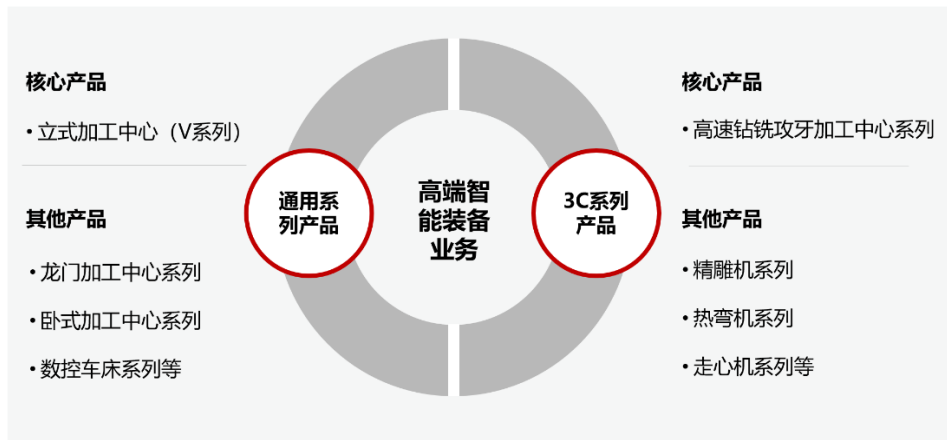 核心产品
• 立式加工中心（V系列）
其他产品
• 龙门加工中心系列
• 卧式加工中心系列
• 数控车床系列等
通用系
列产品
高端智
能装备
业务
3C系列
产品
核心产品
• 高速钻铣攻牙加工中心系列
其他产品
• 精雕机系列
• 热弯机系列
• 走心机系列等